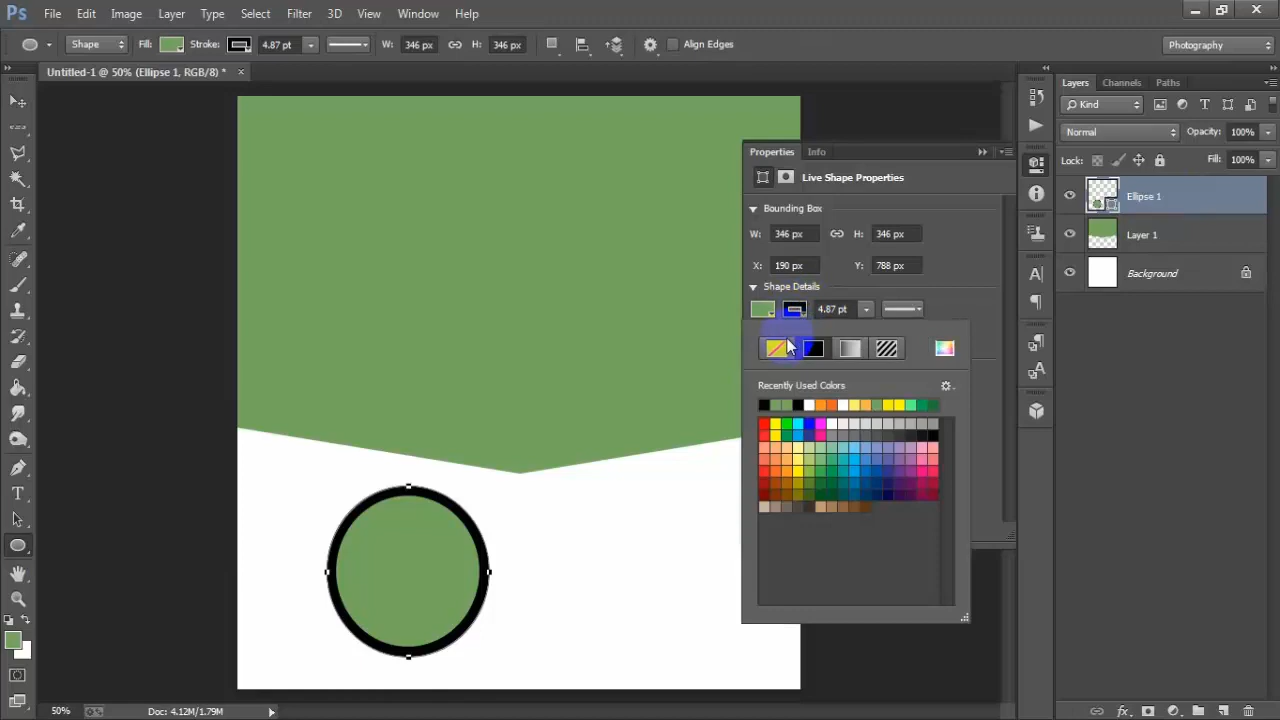 Ps File Edit Image Layer Type Select Filter 3D View Window Help
Shape Fill: Stroke: 4.87 pt W: 346 px H: 346 px Align Edges Photography
Untitled-1 @ 50% (Ellipse 1, RGB/8) * ×
Layers Channels Paths
Kind
Normal Opacity: 100%
Lock: Fill: 100%
Ellipse 1
Layer 1
Background
Properties Info
Live Shape Properties
Bounding Box
W: 346 px H: 346 px
X: 190 px Y: 788 px
Shape Details
4.87 pt
Recently Used Colors
50% Doc: 4.12M/1.79M